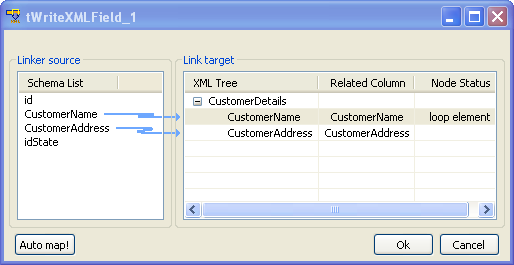 tWriteXMLField_1
Linker source
Link target
Schema List
XML Tree Related Column Node Status
id
CustomerDetails
CustomerName
CustomerName CustomerName loop element
CustomerAddress
CustomerAddress CustomerAddress
idState
Auto map!
Ok
Cancel